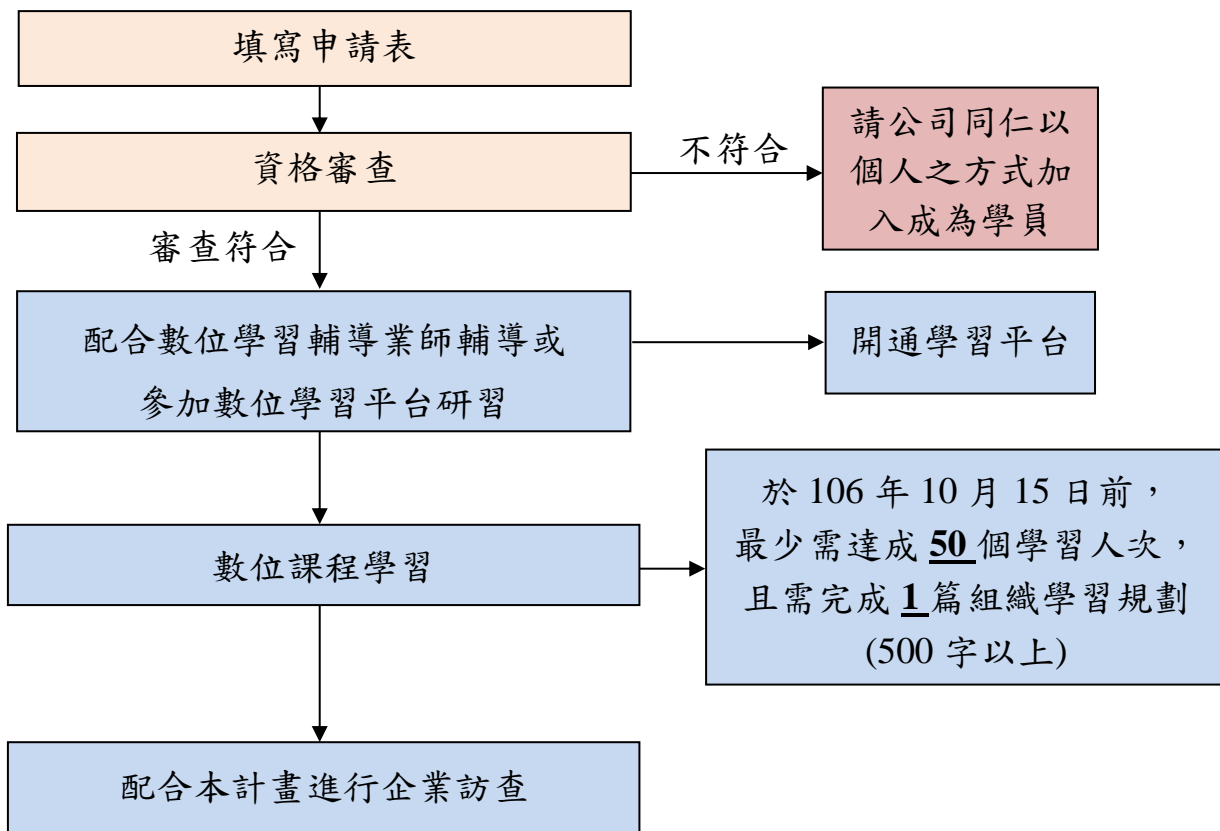 填寫申請表
資格審查
不符合
請公司同仁以
個人之方式加
入成為學員
審查符合
配合數位學習輔導業師輔導或
參加數位學習平台研習
開通學習平台
數位課程學習
於 106 年 10 月 15 日前，
最少需達成 50 個學習人次，
且需完成 1 篇組織學習規劃
(500 字以上)
配合本計畫進行企業訪查